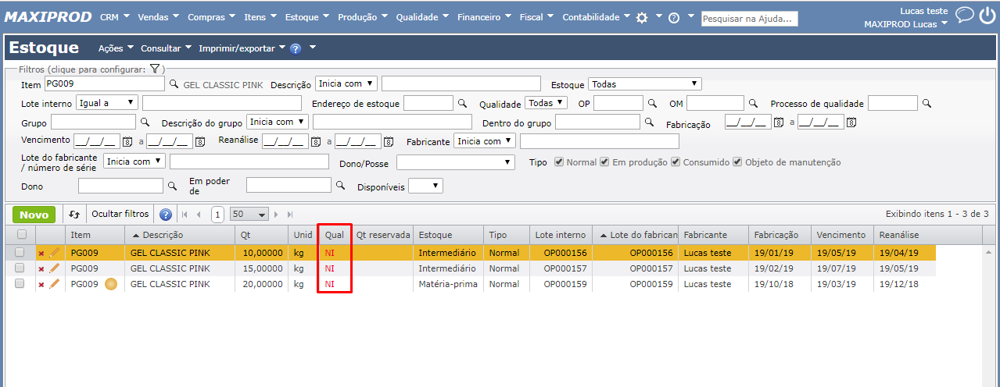 MAXIPROD CRM Vendas Compras Itens Estoque Produção Qualidade Financeiro Fiscal Contabilidade Pesquisar na Ajuda... Lucas teste
MAXIPROD Lucas
Estoque Ações Consultar Imprimir/exportar ?
Filtros (clique para configurar: )
Item PG009 GEL CLASSIC PINK Descrição Inicia com Estoque Todas
Lote interno Igual a Endereço de estoque Qualidade Todas OP OM Processo de qualidade
Grupo Descrição do grupo Inicia com Dentro do grupo Fabricação __/__/__ a __/__/__
Vencimento __/__/__ a __/__/__ Reanálise __/__/__ a __/__/__ Fabricante Inicia com
Lote do fabricante
/ número de série Inicia com Dono/Posse Tipo Normal Em produção Consumido Objeto de manutenção
Dono Em poder
de Disponíveis
Novo Ocultar filtros ? 1 50 Exibindo itens 1 - 3 de 3
Item Descrição Qt Unid Qual Qt reservada Estoque Tipo Lote interno Lote do fabrican Fabricante Fabricação Vencimento Reanálise
PG009 GEL CLASSIC PINK 10,00000 kg NI Intermediário Normal OP000156 OP000156 Lucas teste 19/01/19 19/05/19 19/04/19
PG009 GEL CLASSIC PINK 15,00000 kg NI Intermediário Normal OP000157 OP000157 Lucas teste 19/02/19 19/07/19 19/05/19
PG009 GEL CLASSIC PINK 20,00000 kg NI Matéria-prima Normal OP000159 OP000159 Lucas teste 19/10/18 19/03/19 19/12/18